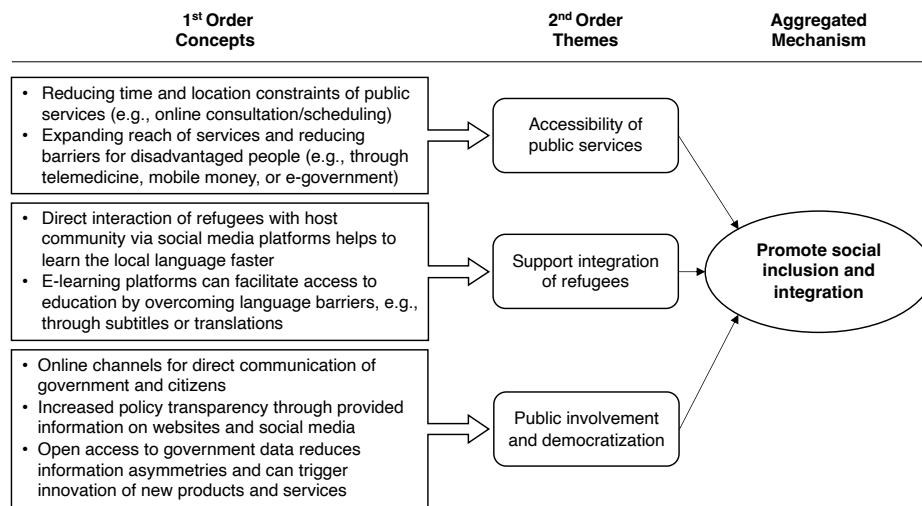 1st Order
Concepts
2nd Order
Themes
Aggregated
Mechanism
• Reducing time and location constraints of public
services (e.g., online consultation/scheduling)
• Expanding reach of services and reducing
barriers for disadvantaged people (e.g., through
telemedicine, mobile money, or e-government)
Accessibility of
public services
• Direct interaction of refugees with host
community via social media platforms helps to
learn the local language faster
• E-learning platforms can facilitate access to
education by overcoming language barriers, e.g.,
through subtitles or translations
Support integration
of refugees
Promote social
inclusion and
integration
• Online channels for direct communication of
government and citizens
• Increased policy transparency through provided
information on websites and social media
• Open access to government data reduces
information asymmetries and can trigger
innovation of new products and services
Public involvement
and democratization